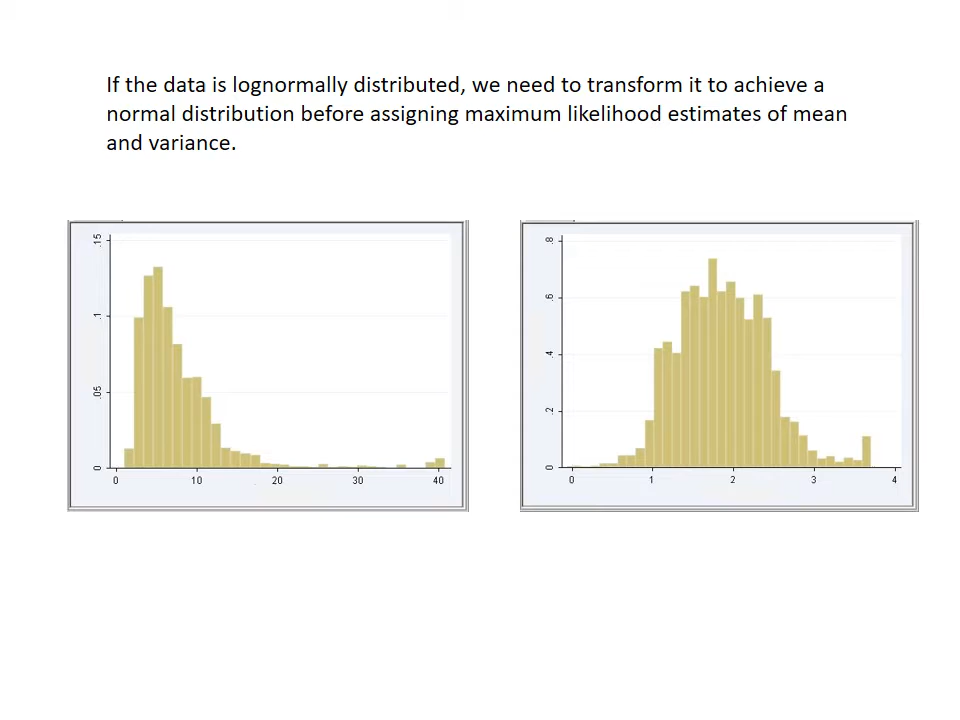 If the data is lognormally distributed, we need to transform it to achieve a
normal distribution before assigning maximum likelihood estimates of mean
and variance.
.15
.1
.05
0
0 10 20 30 40
.8
.6
.4
.2
0
0 1 2 3 4